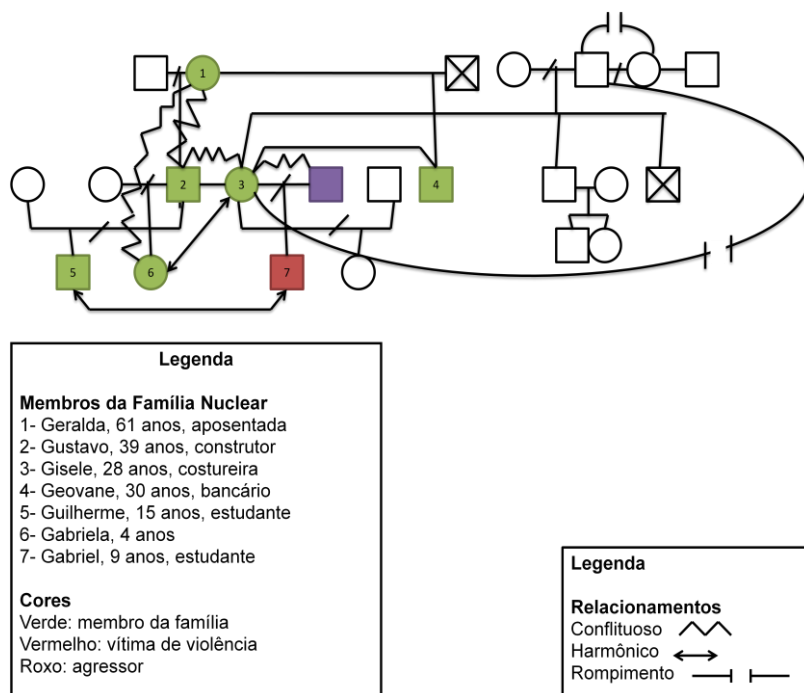 1
2
3
4
5
6
7
Legenda
Membros da Família Nuclear
1- Geralda, 61 anos, aposentada
2- Gustavo, 39 anos, construtor
3- Gisele, 28 anos, costureira
4- Geovane, 30 anos, bancário
5- Guilherme, 15 anos, estudante
6- Gabriela, 4 anos
7- Gabriel, 9 anos, estudante
Cores
Verde: membro da família
Vermelho: vítima de violência
Roxo: agressor
Legenda
Relacionamentos
Conflituoso
Harmônico
Rompimento